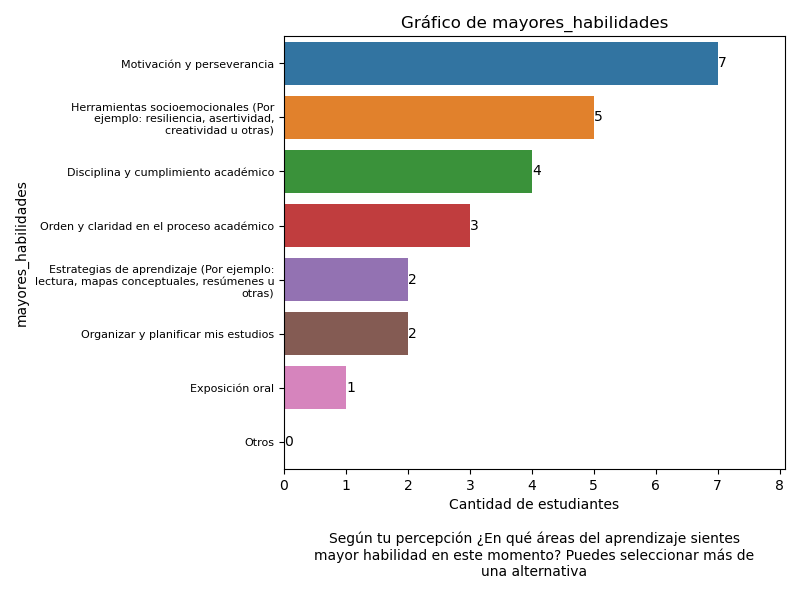 Gráfico de mayores_habilidades
mayores_habilidades
Motivación y perseverancia
7
Herramientas socioemocionales (Por
ejemplo: resiliencia, asertividad,
creatividad u otras)
5
Disciplina y cumplimiento académico
4
Orden y claridad en el proceso académico
3
Estrategias de aprendizaje (Por ejemplo:
lectura, mapas conceptuales, resúmenes u
otras)
2
Organizar y planificar mis estudios
2
Exposición oral
1
Otros
0
0 1 2 3 4 5 6 7 8
Cantidad de estudiantes
Según tu percepción ¿En qué áreas del aprendizaje sientes
mayor habilidad en este momento? Puedes seleccionar más de
una alternativa